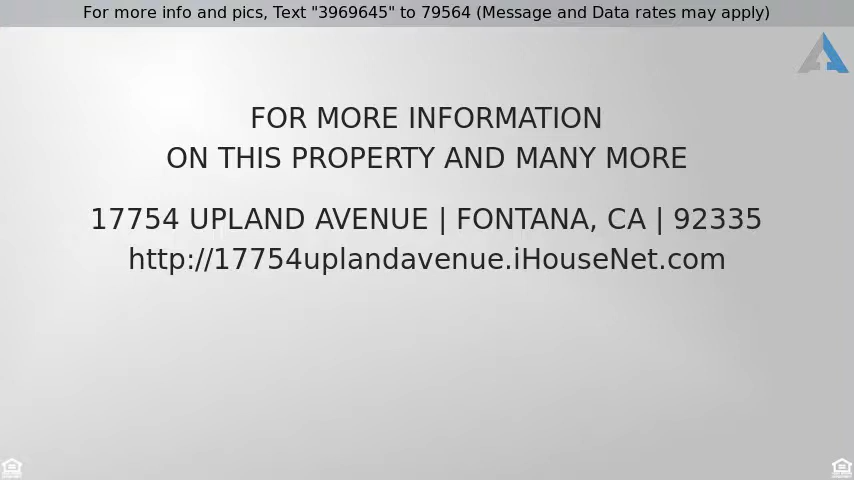 For more info and pics, Text "3969645" to 79564 (Message and Data rates may apply)
FOR MORE INFORMATION
ON THIS PROPERTY AND MANY MORE
17754 UPLAND AVENUE | FONTANA, CA | 92335
http://17754uplandavenue.iHouseNet.com